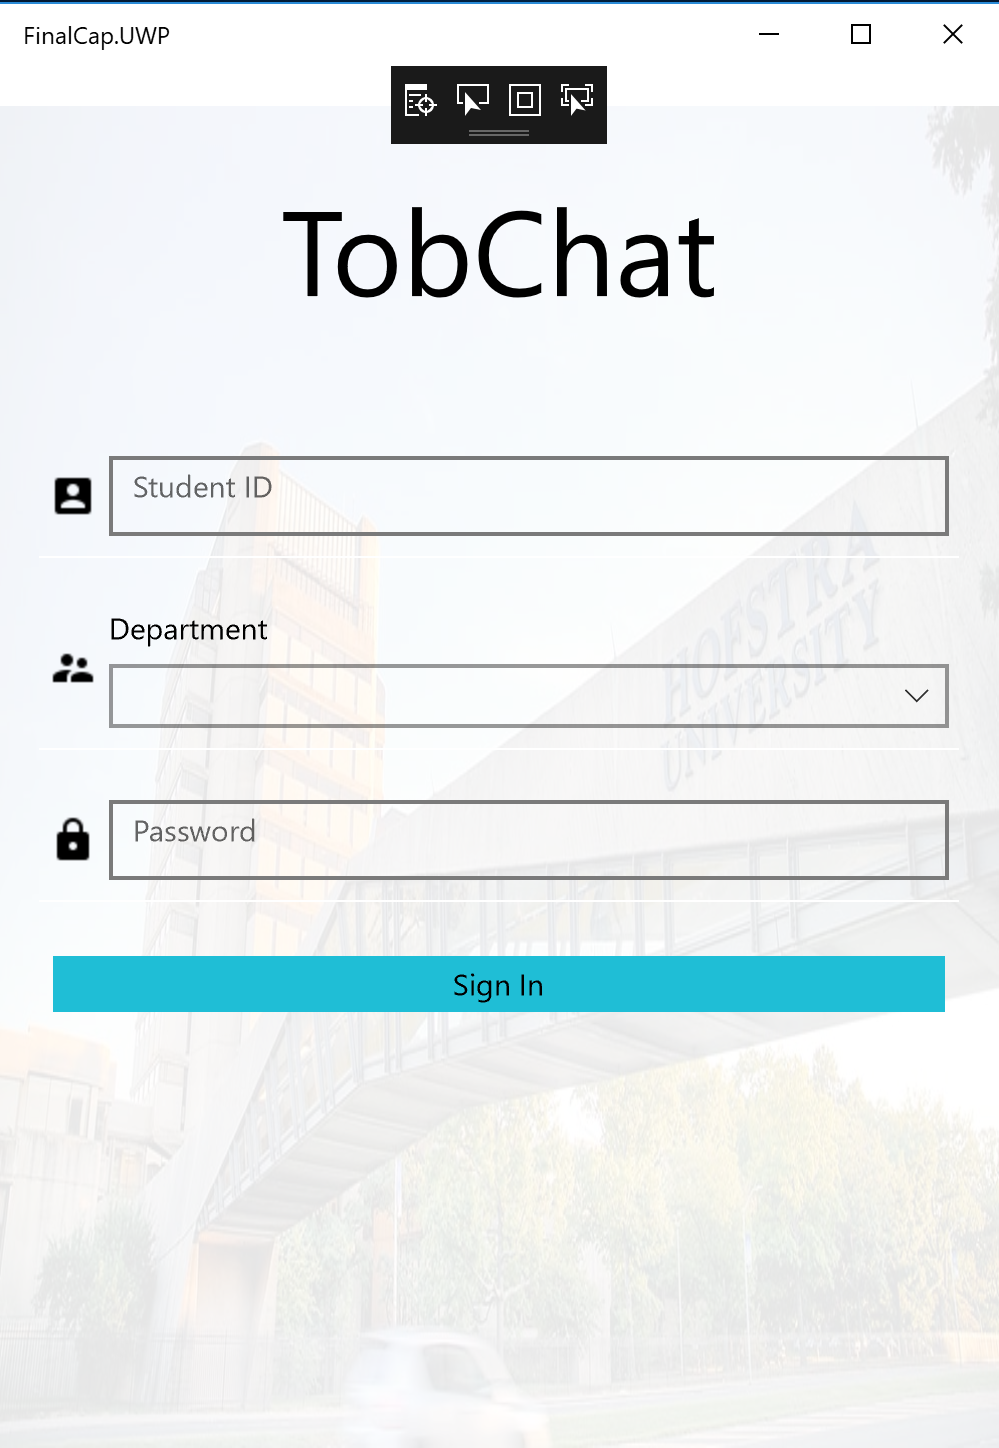 FinalCap.UWP
TobChat
Student ID
HOFSTRA
UNIVERSITY
Department
Password
Sign In